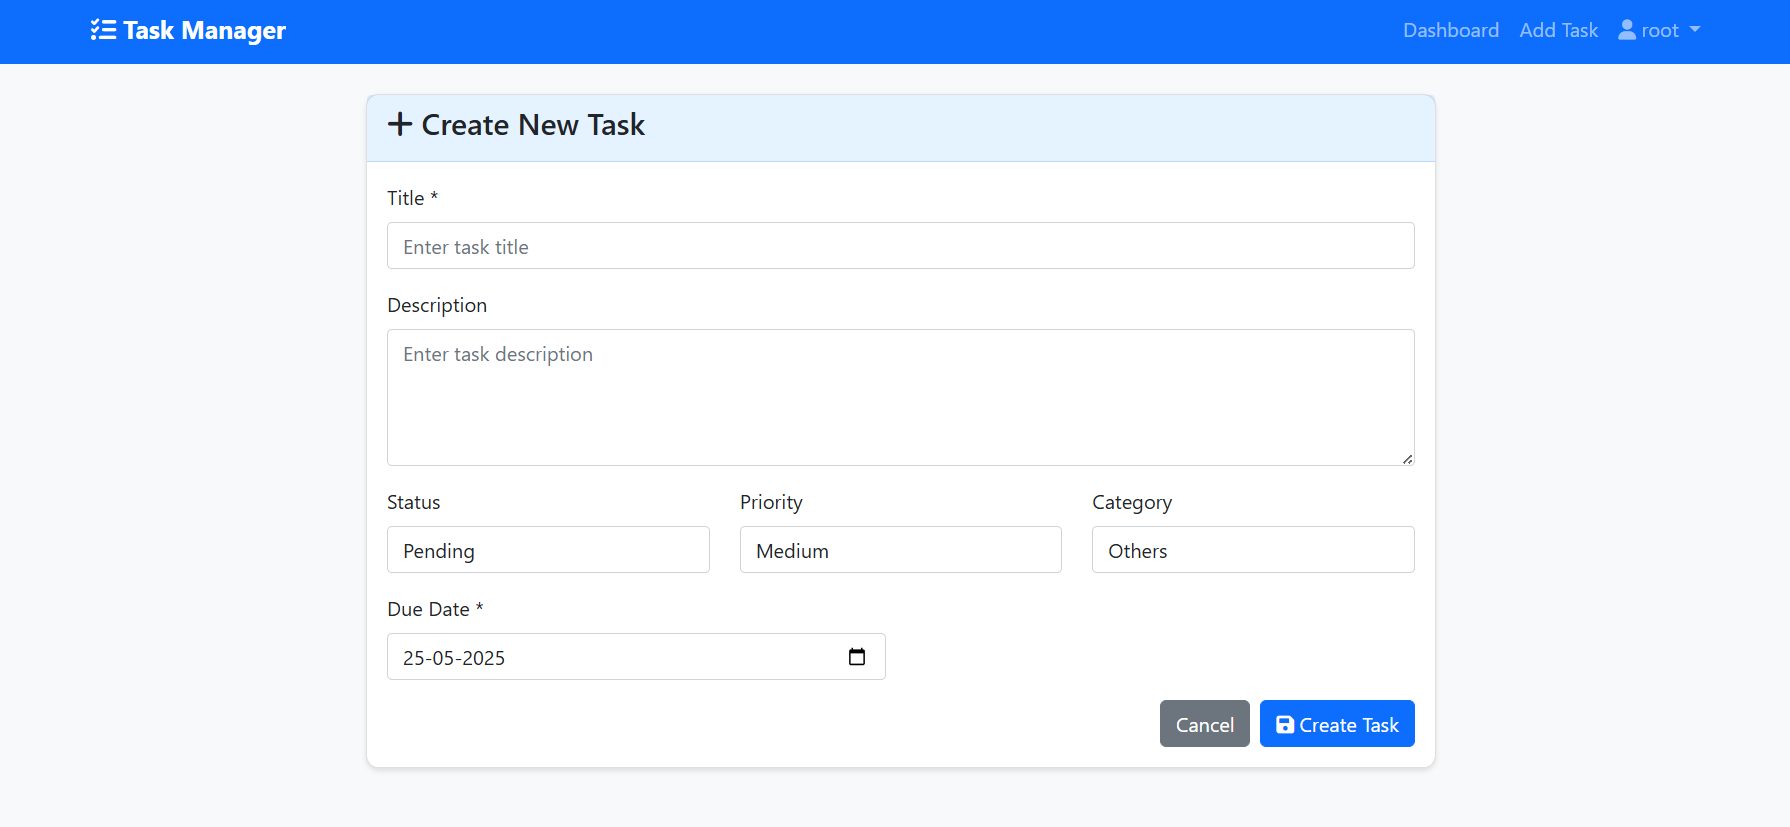 Task Manager
Dashboard Add Task root
Create New Task
Title *
Enter task title
Description
Enter task description
Status Priority Category
Pending Medium Others
Due Date *
25-05-2025
Cancel Create Task